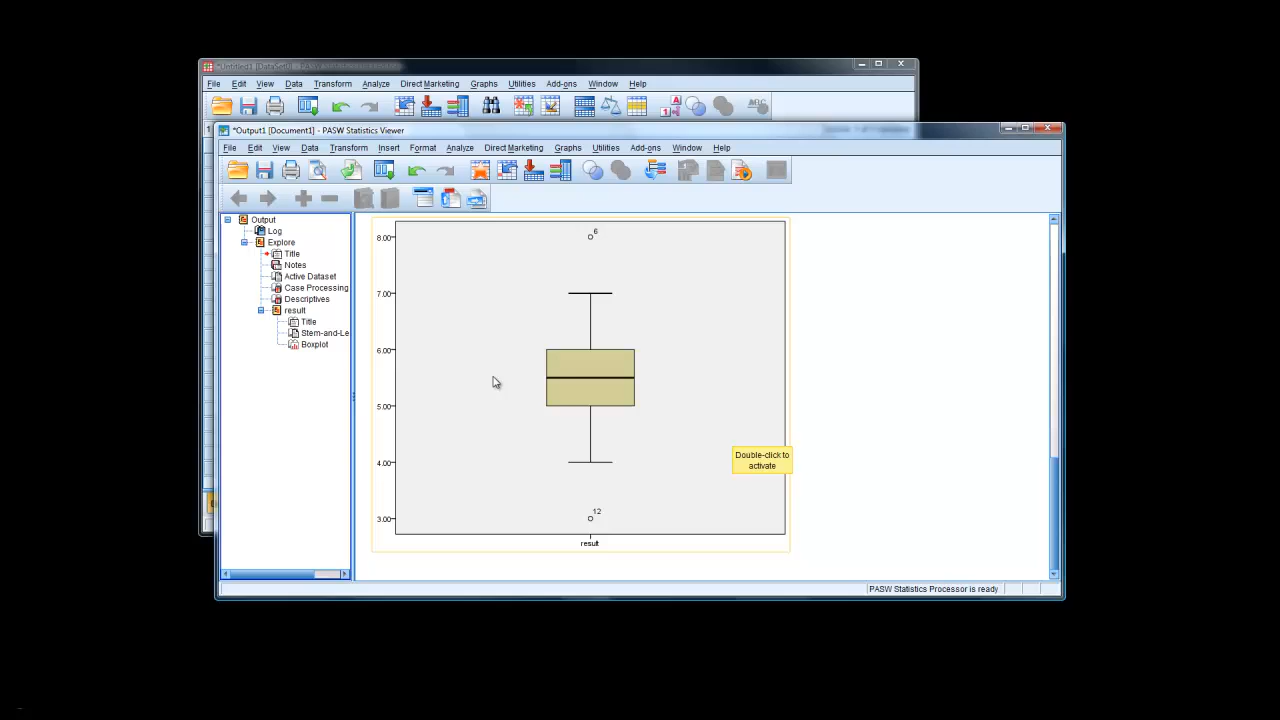 File Edit View Data Transform Analyze Direct Marketing Graphs Utilities Add-ons Window Help
*Output1 [Document1] - PASW Statistics Viewer
File Edit View Data Transform Insert Format Analyze Direct Marketing Graphs Utilities Add-ons Window Help
Output
Log
Explore
Title
Notes
Active Dataset
Case Processing
Descriptives
result
Title
Stem-and-Le
Boxplot
8.00
7.00
6.00
5.00
4.00
3.00
6
12
result
Double-click to
activate
PASW Statistics Processor is ready